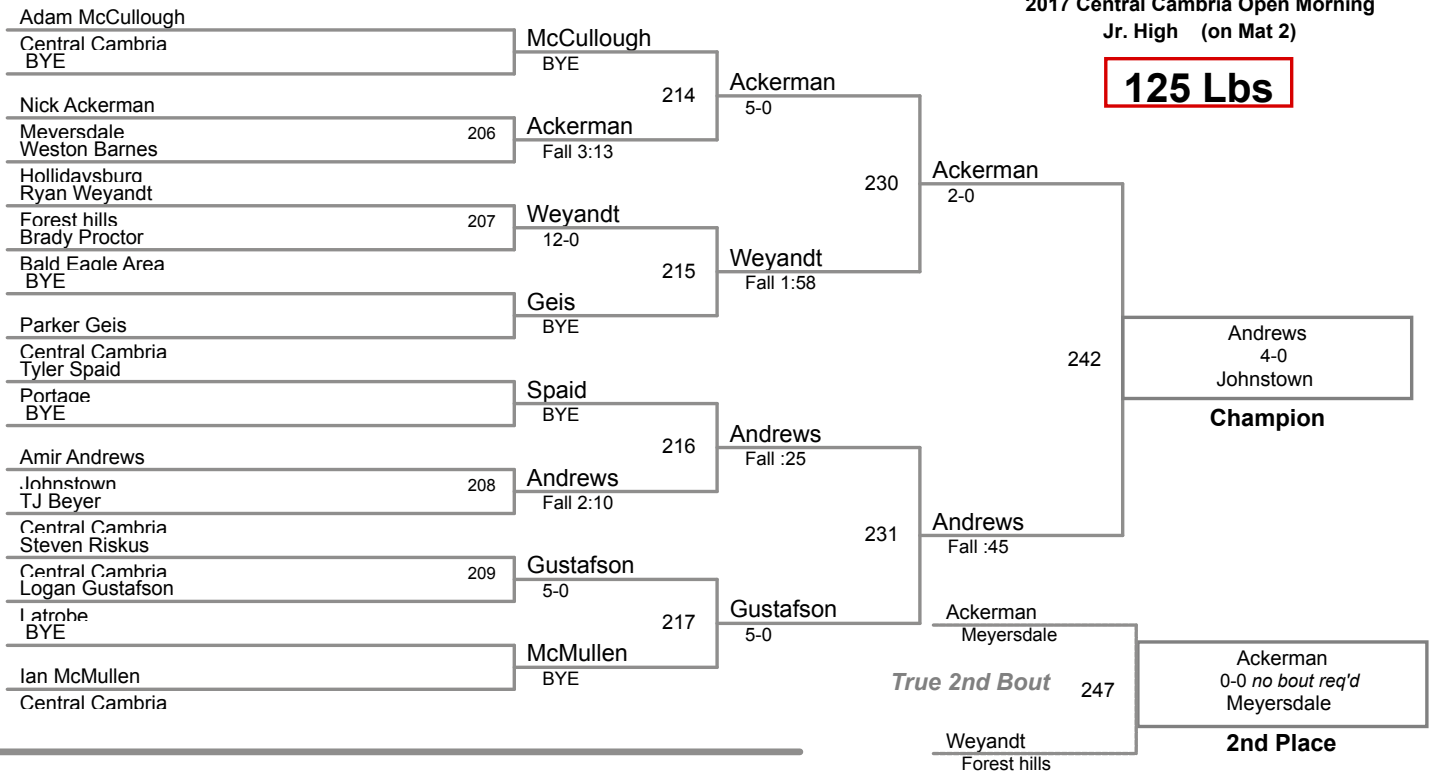 2017 Central Cambria Open Morning
Jr. High (on Mat 2)
125 Lbs
Adam McCullough
Central Cambria
BYE
Nick Ackerman
Meyersdale
Weston Barnes
Hollidaysburg
Ryan Weyandt
Forest hills
Brady Proctor
Bald Eagle Area
BYE
Parker Geis
Central Cambria
Tyler Spaid
Portage
BYE
Amir Andrews
Johnstown
TJ Beyer
Central Cambria
Steven Riskus
Central Cambria
Logan Gustafson
Latrobe
BYE
Ian McMullen
Central Cambria
206
207
208
209
McCullough
BYE
Ackerman
Fall 3:13
Weyandt
12-0
Geis
BYE
Spaid
BYE
Andrews
Fall 2:10
Gustafson
5-0
McMullen
BYE
214
215
216
217
Ackerman
5-0
Weyandt
Fall 1:58
Andrews
Fall :25
Gustafson
5-0
230
231
Ackerman
2-0
Andrews
Fall :45
242
Andrews
4-0
Johnstown
Champion
Ackerman
Meyersdale
True 2nd Bout
247
Weyandt
Forest hills
Ackerman
0-0 no bout req'd
Meyersdale
2nd Place